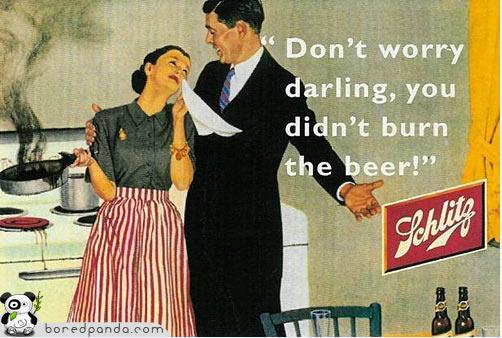 “Don’t worry
darling, you
didn’t burn
the beer!”
Schlitz
boredpanda.com